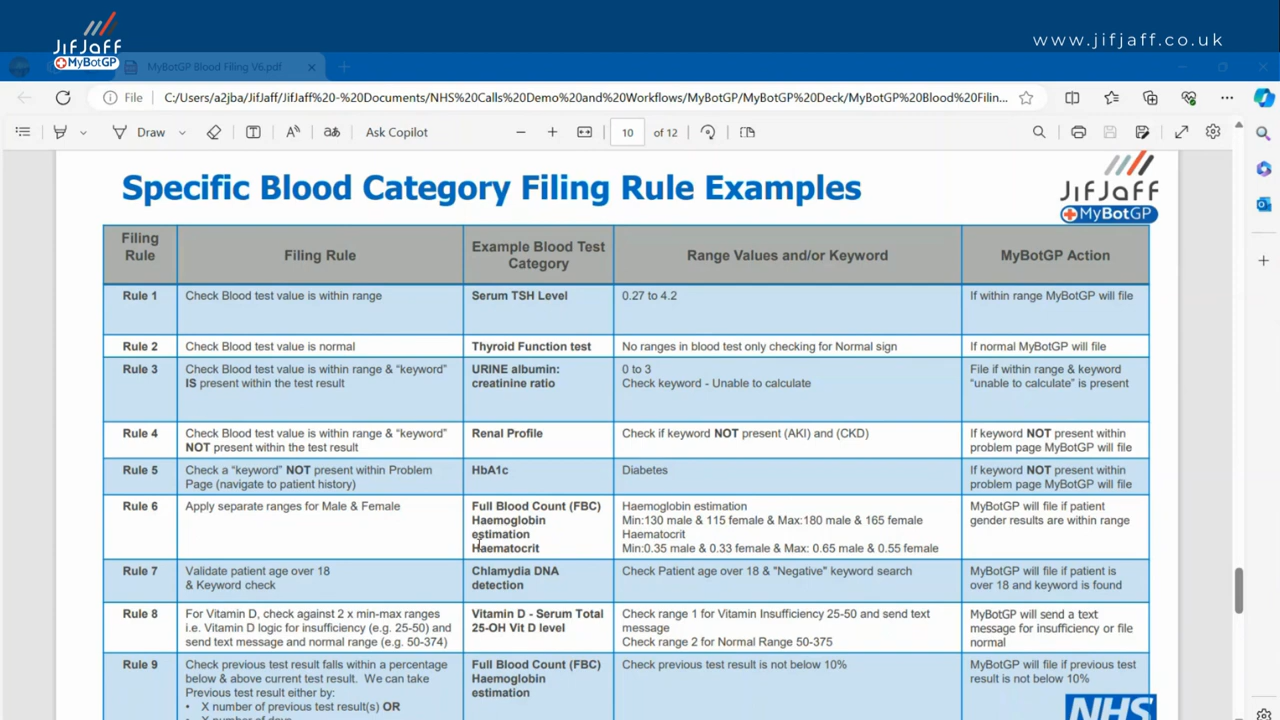 JifJaff
MyBotGP
www.jifjaff.co.uk
MyBotGP Blood Filing V6.pdf
File C:/Users/a2jba/JifJaff/JifJaff%20-%20Documents/NHS%20Calls%20Demo%20and%20Workflows/MyBotGP/MyBotGP%20Deck/MyBotGP%20Blood%20Filin...
Draw Ask Copilot 10 of 12
Specific Blood Category Filing Rule Examples
JifJaff
MyBotGP
Filing Rule
Filing Rule
Example Blood Test Category
Range Values and/or Keyword
MyBotGP Action
Rule 1
Check Blood test value is within range
Serum TSH Level
0.27 to 4.2
If within range MyBotGP will file
Rule 2
Check Blood test value is normal
Thyroid Function test
No ranges in blood test only checking for Normal sign
If normal MyBotGP will file
Rule 3
Check Blood test value is within range & “keyword”
IS present within the test result
URINE albumin:
creatinine ratio
0 to 3
Check keyword - Unable to calculate
File if within range & keyword
“unable to calculate” is present
Rule 4
Check Blood test value is within range & “keyword”
NOT present within the test result
Renal Profile
Check if keyword NOT present (AKI) and (CKD)
If keyword NOT present within
problem page MyBotGP will file
Rule 5
Check a “keyword” NOT present within Problem
Page (navigate to patient history)
HbA1c
Diabetes
If keyword NOT present within
problem page MyBotGP will file
Rule 6
Apply separate ranges for Male & Female
Full Blood Count (FBC)
Haemoglobin
estimation
Haematocrit
Haemoglobin estimation
Min:130 male & 115 female & Max:180 male & 165 female
Haematocrit
Min:0.35 male & 0.33 female & Max: 0.65 male & 0.55 female
MyBotGP will file if patient
gender results are within range
Rule 7
Validate patient age over 18
& Keyword check
Chlamydia DNA
detection
Check Patient age over 18 & "Negative" keyword search
MyBotGP will file if patient is
over 18 and keyword is found
Rule 8
For Vitamin D, check against 2 x min-max ranges
i.e. Vitamin D logic for insufficiency (e.g. 25-50) and
send text message and normal range (e.g. 50-374)
Vitamin D - Serum Total
25-OH Vit D level
Check range 1 for Vitamin Insufficiency 25-50 and send text
message
Check range 2 for Normal Range 50-375
MyBotGP will send a text
message for insufficiency or file
normal
Rule 9
Check previous test result falls within a percentage
below & above current test result. We can take
Previous test result either by:
• X number of previous test result(s) OR
• X number of days
Full Blood Count (FBC)
Haemoglobin
estimation
Check previous test result is not below 10%
MyBotGP will file if previous test
result is not below 10%
NHS